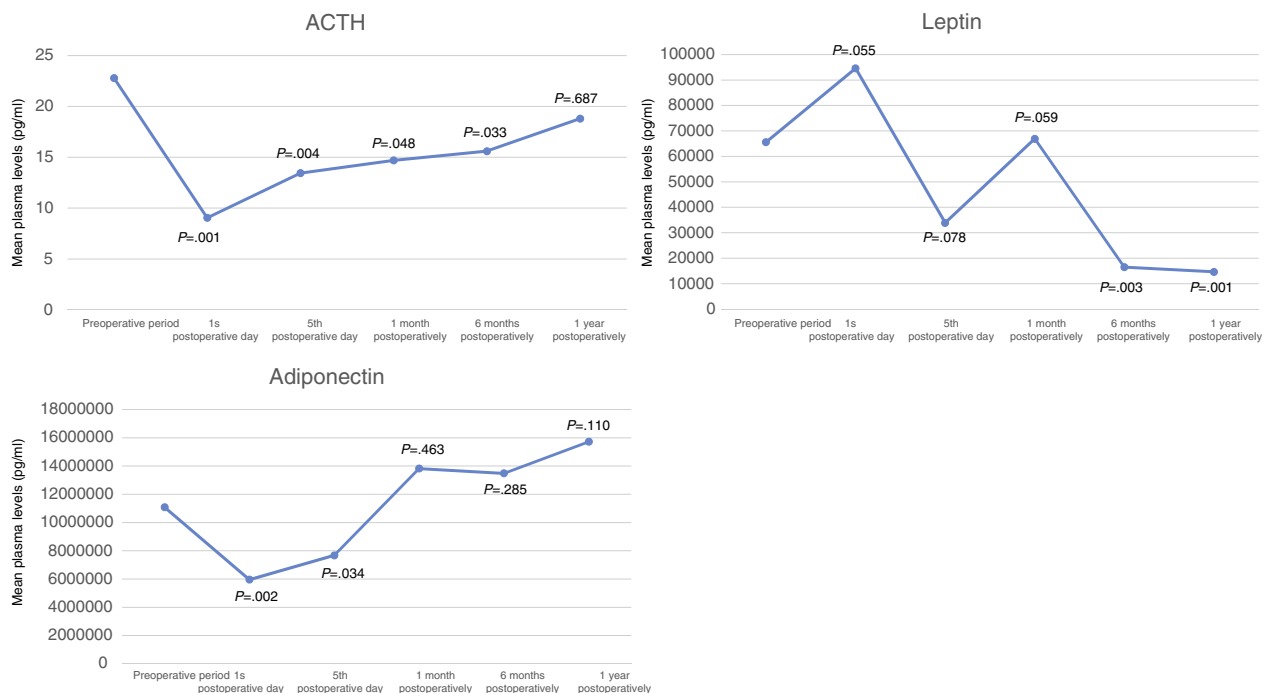 ACTH
Mean plasma levels (pg/ml)
25
20
15
10
5
0
P=.001
P=.004
P=.048
P=.033
P=.687
Preoperative period
1s
postoperative day
5th
postoperative day
1 month
postoperatively
6 months
postoperatively
1 year
postoperatively
Leptin
Mean plasma levels (pg/ml)
100000
90000
80000
70000
60000
50000
40000
30000
20000
10000
0
P=.055
P=.078
P=.059
P=.003
P=.001
Preoperative period
1s
postoperative day
5th
postoperative day
1 month
postoperatively
6 months
postoperatively
1 year
postoperatively
Adiponectin
Mean plasma levels (pg/ml)
18000000
16000000
14000000
12000000
10000000
8000000
6000000
4000000
2000000
0
P=.002
P=.034
P=.463
P=.285
P=.110
Preoperative period
1s
postoperative day
5th
postoperative day
1 month
postoperatively
6 months
postoperatively
1 year
postoperatively